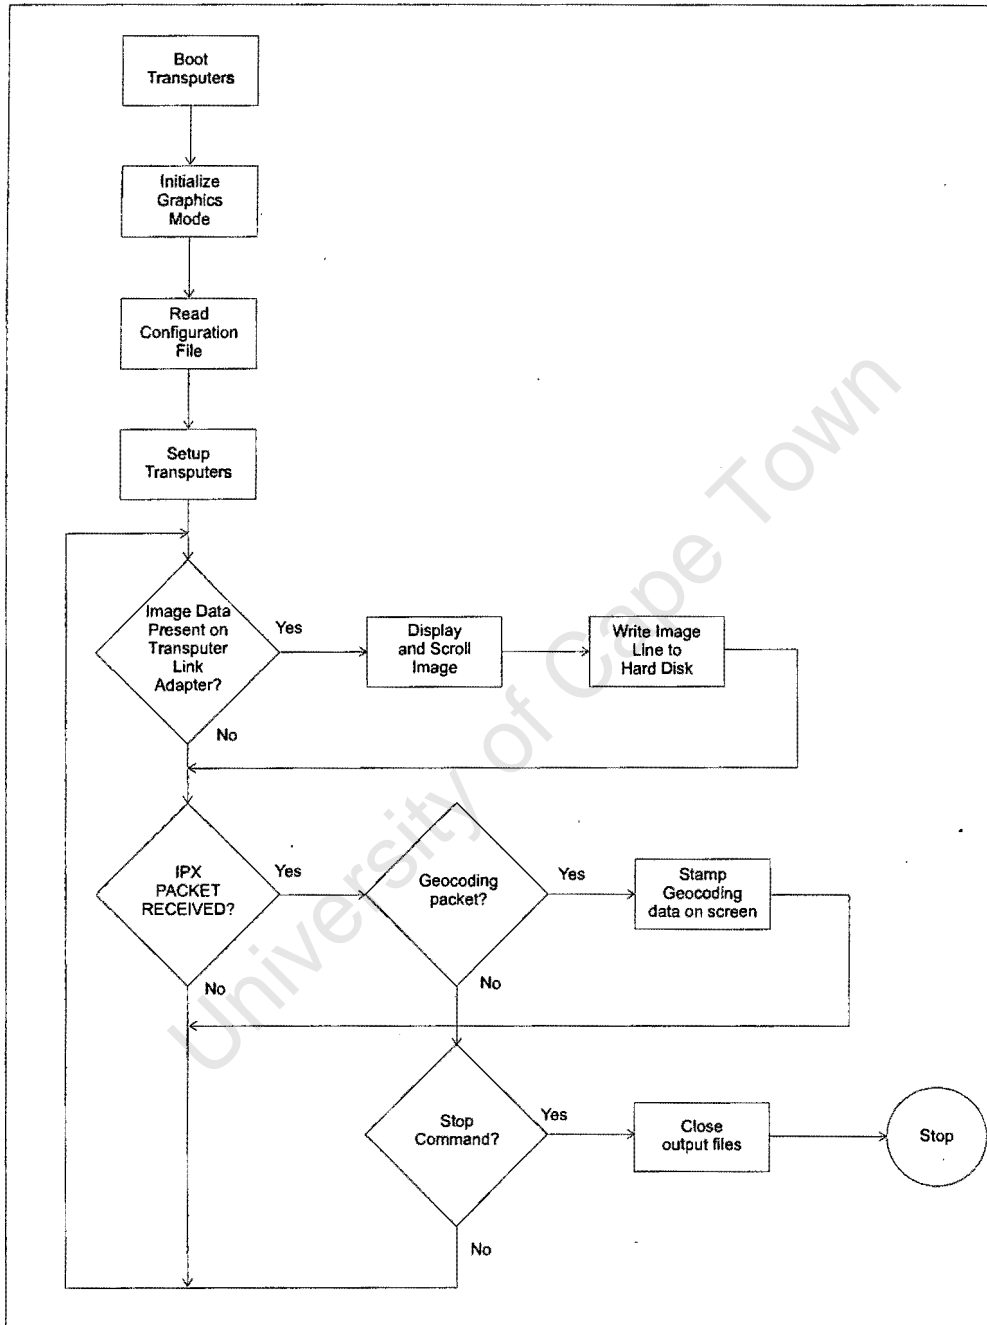 Boot
Transputers
Initialize
Graphics
Mode
Read
Configuration
File
Setup
Transputers
Image Data
Present on
Transputer
Link
Adapter?
Yes
Display
and Scroll
Image
Write Image
Line to
Hard Disk
No
IPX
PACKET
RECEIVED?
Yes
Geocoding
packet?
Yes
Stamp
Geocoding
data on screen
No
No
Stop
Command?
Yes
Close
output files
Stop
No
University of Cape Town